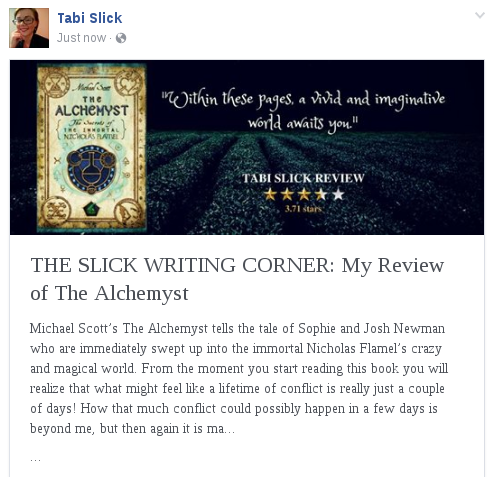 Tabi Slick
Just now ·
Michael Scott
THE
ALCHEMYST
The Secrets of
THE IMMORTAL
NICHOLAS FLAMEL
"Within these pages, a vivid and imaginative
world awaits you."
TABI SLICK REVIEW
3.71 stars
THE SLICK WRITING CORNER: My Review
of The Alchemyst
Michael Scott's The Alchemyst tells the tale of Sophie and Josh Newman
who are immediately swept up into the immortal Nicholas Flamel's crazy
and magical world. From the moment you start reading this book you will
realize that what might feel like a lifetime of conflict is really just a couple
of days! How that much conflict could possibly happen in a few days is
beyond me, but then again it is ma...
...